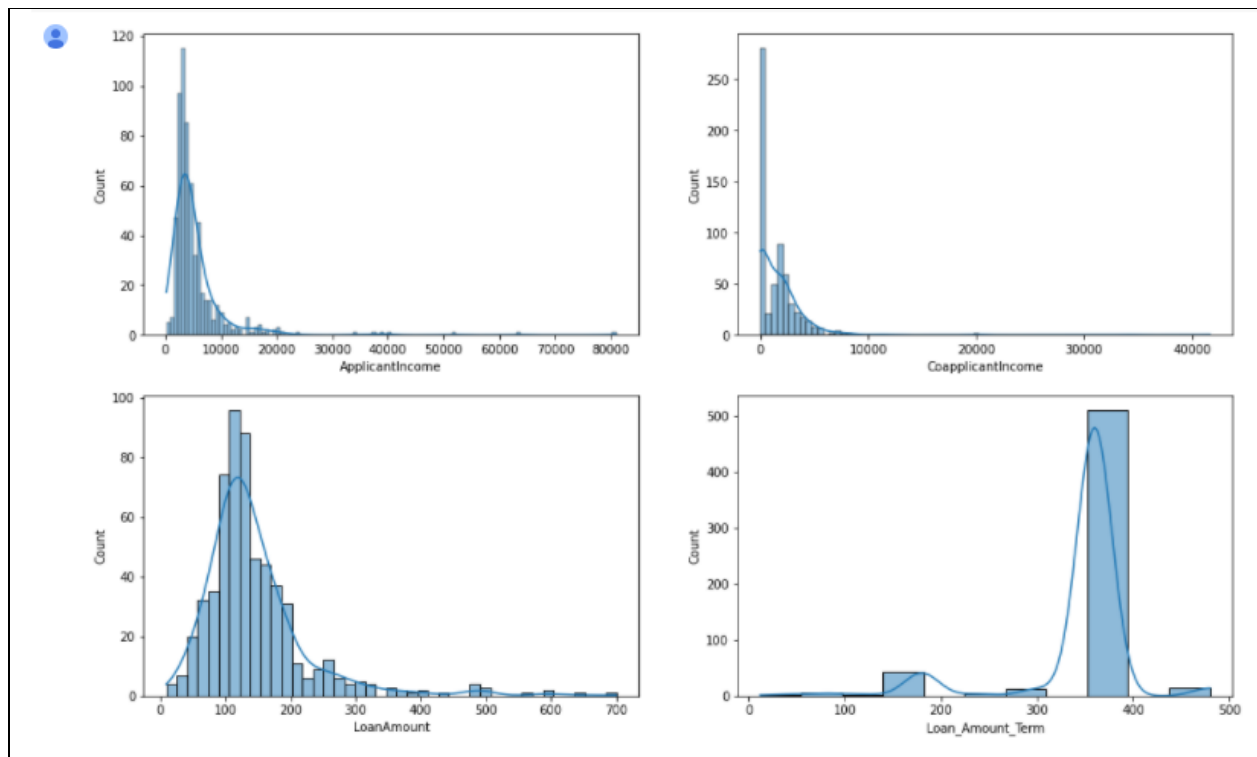 120
100
80
60
40
20
0
Count
0 10000 20000 30000 40000 50000 60000 70000 80000
ApplicantIncome
250
200
150
100
50
0
Count
0 10000 20000 30000 40000
CoapplicantIncome
100
80
60
40
20
0
Count
0 100 200 300 400 500 600 700
LoanAmount
500
400
300
200
100
0
Count
0 100 200 300 400 500
Loan_Amount_Term